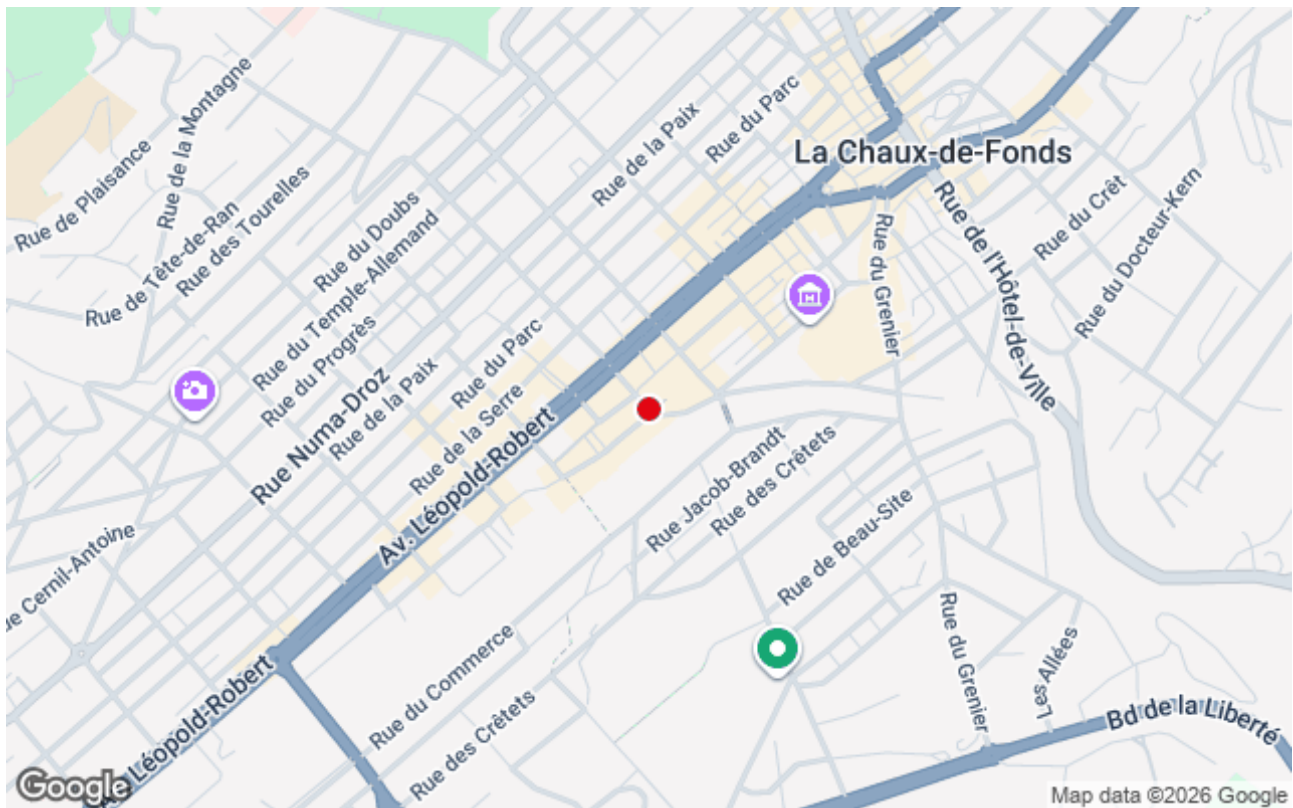 Rue de la Montagne
Rue de Plaisance
Rue de Tête-de-Ran
Rue des Tourelles
Rue du Doubs
Rue du Temple-Allemand
Rue du Progrès
Rue Numa-Droz
Rue de la Paix
Rue du Parc
Rue de la Serre
Av. Léopold-Robert
Rue de la Paix
Rue du Parc
La Chaux-de-Fonds
Rue de l'Hôtel-de-Ville
Rue du Grenier
Rue du Crêt
Rue du Docteur-Kern
Rue Jacob-Brandt
Rue des Crêtets
Rue de Beau-Site
Rue du Grenier
Les Allées
Bd de la Liberté
Cernil-Antoine
Léopold-Robert
Rue du Commerce
Rue des Crêtets
Google
Map data ©2026 Google